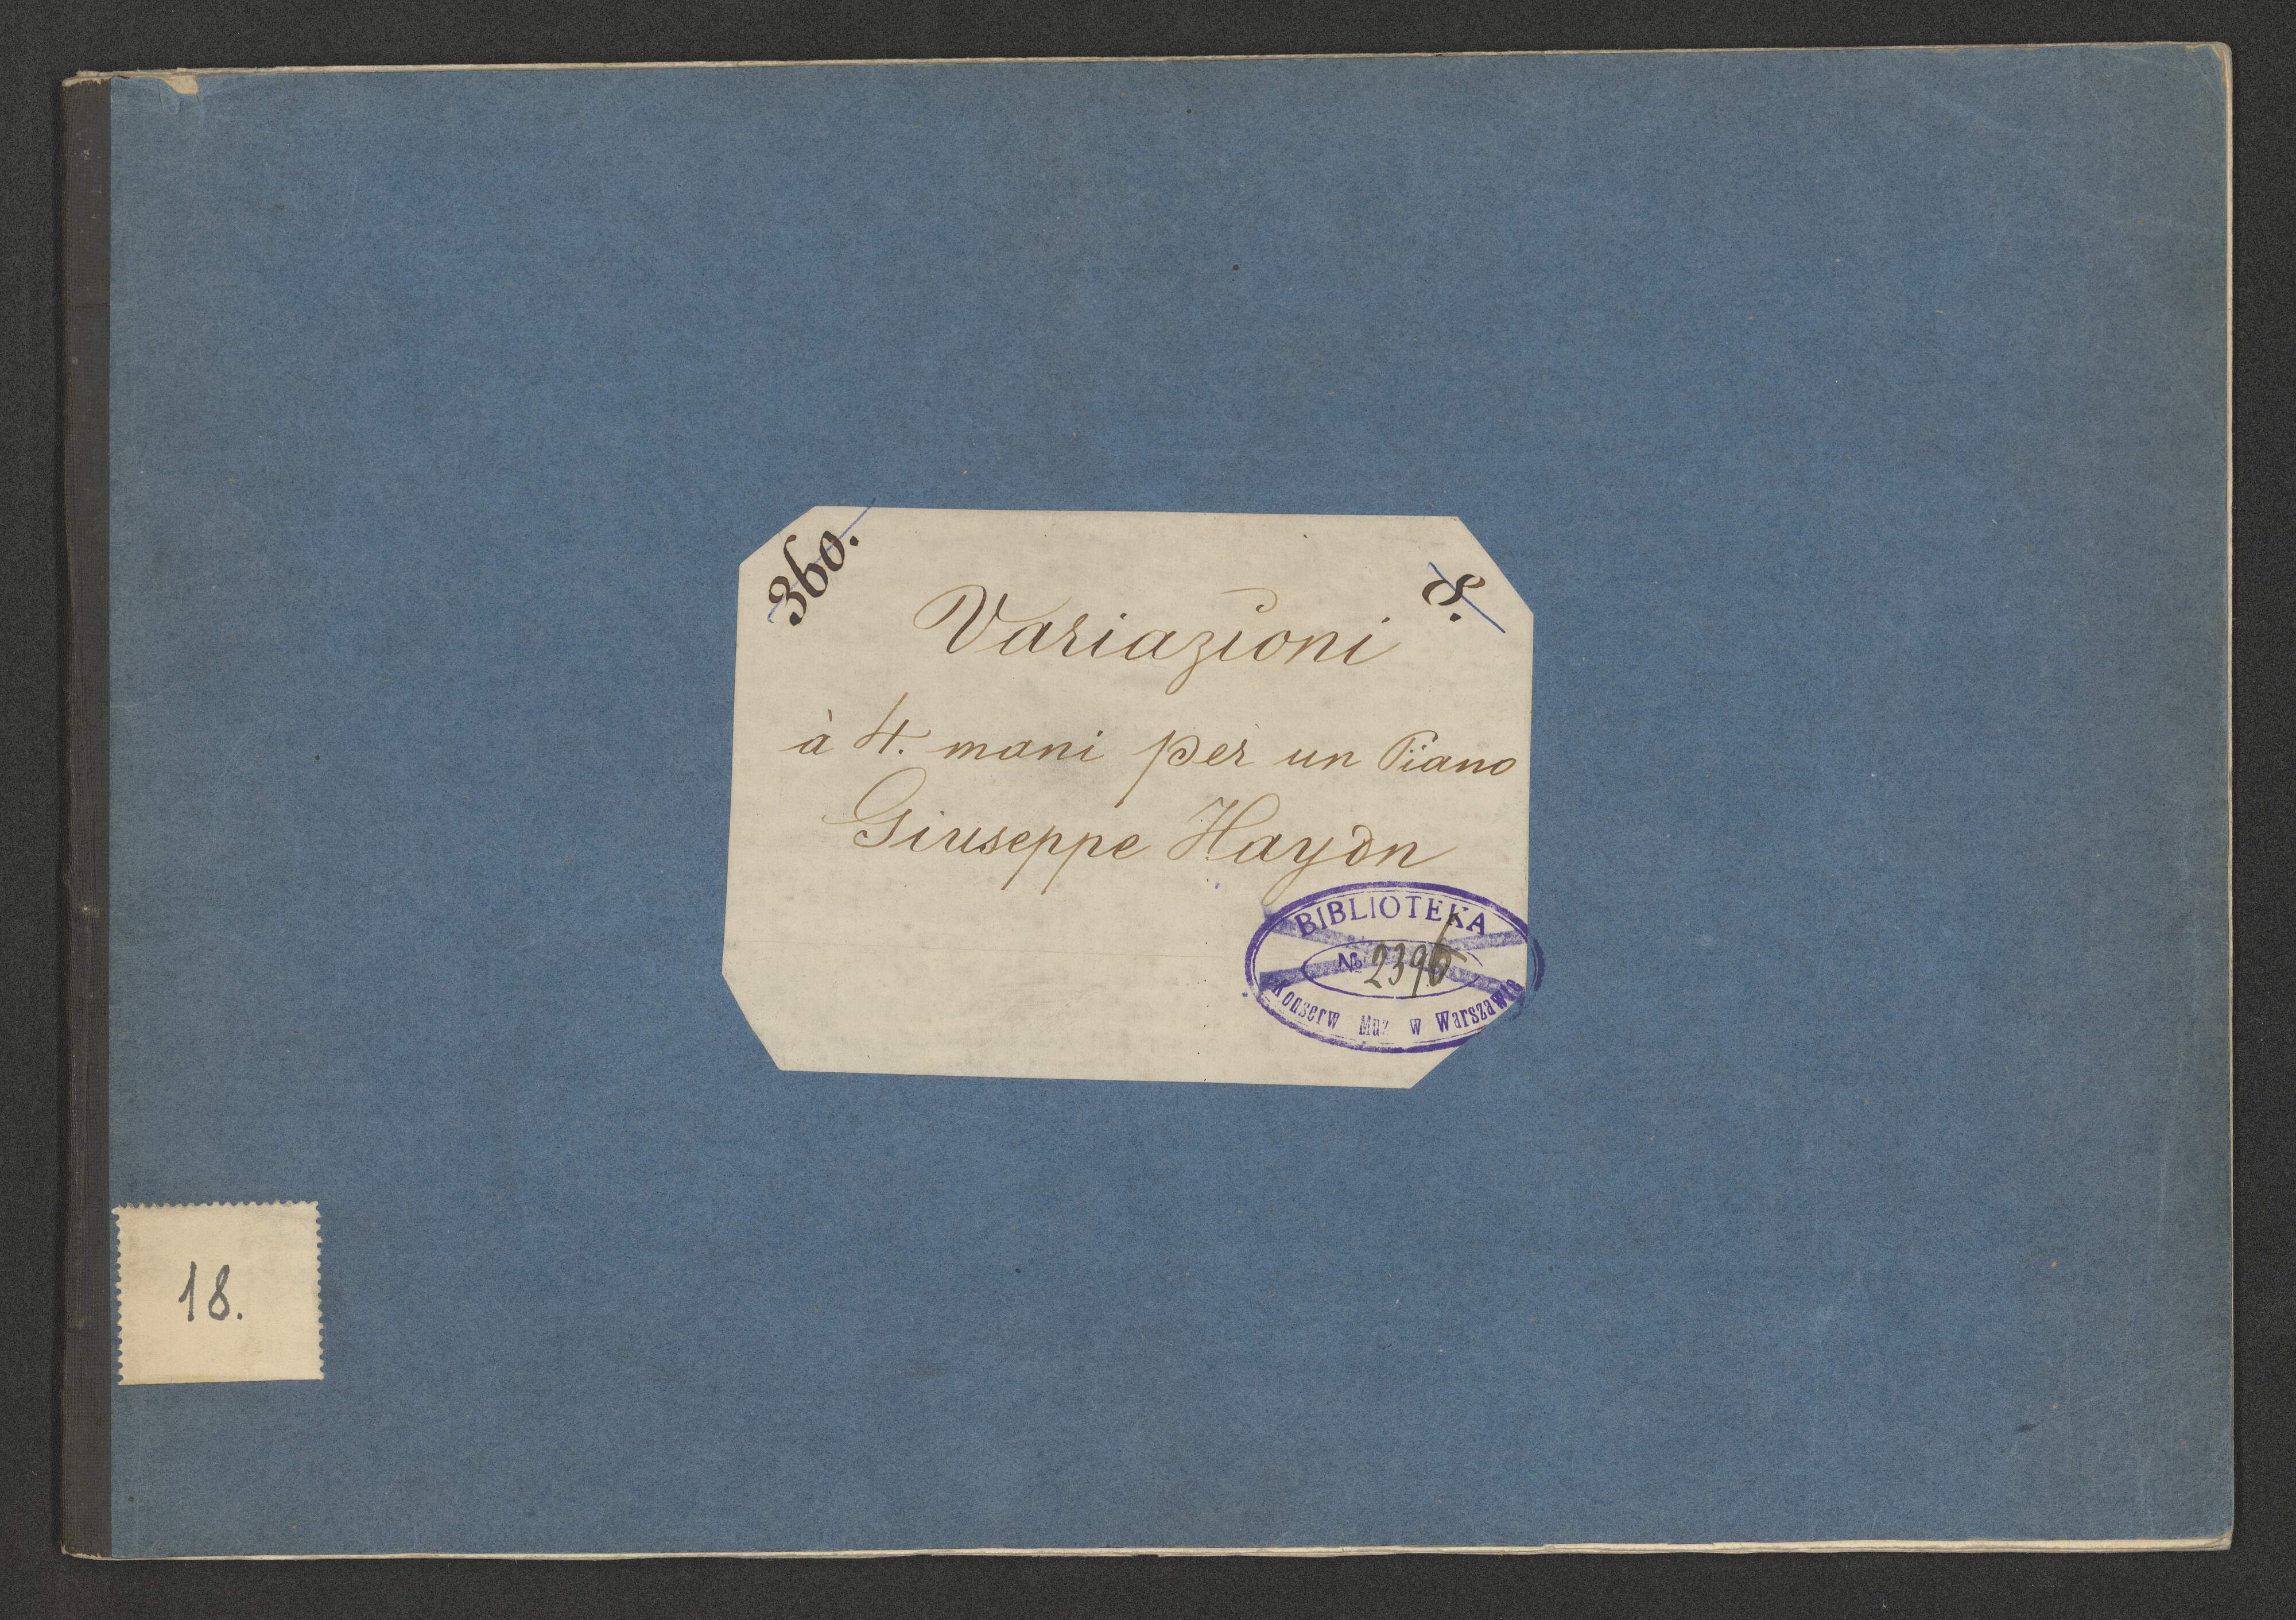 360.
8.
Variazioni
à 4. mani per un Piano
Giuseppe Haydn
BIBLIOTEKA
№ 2396
Konserw Muz w Warszawie
18.